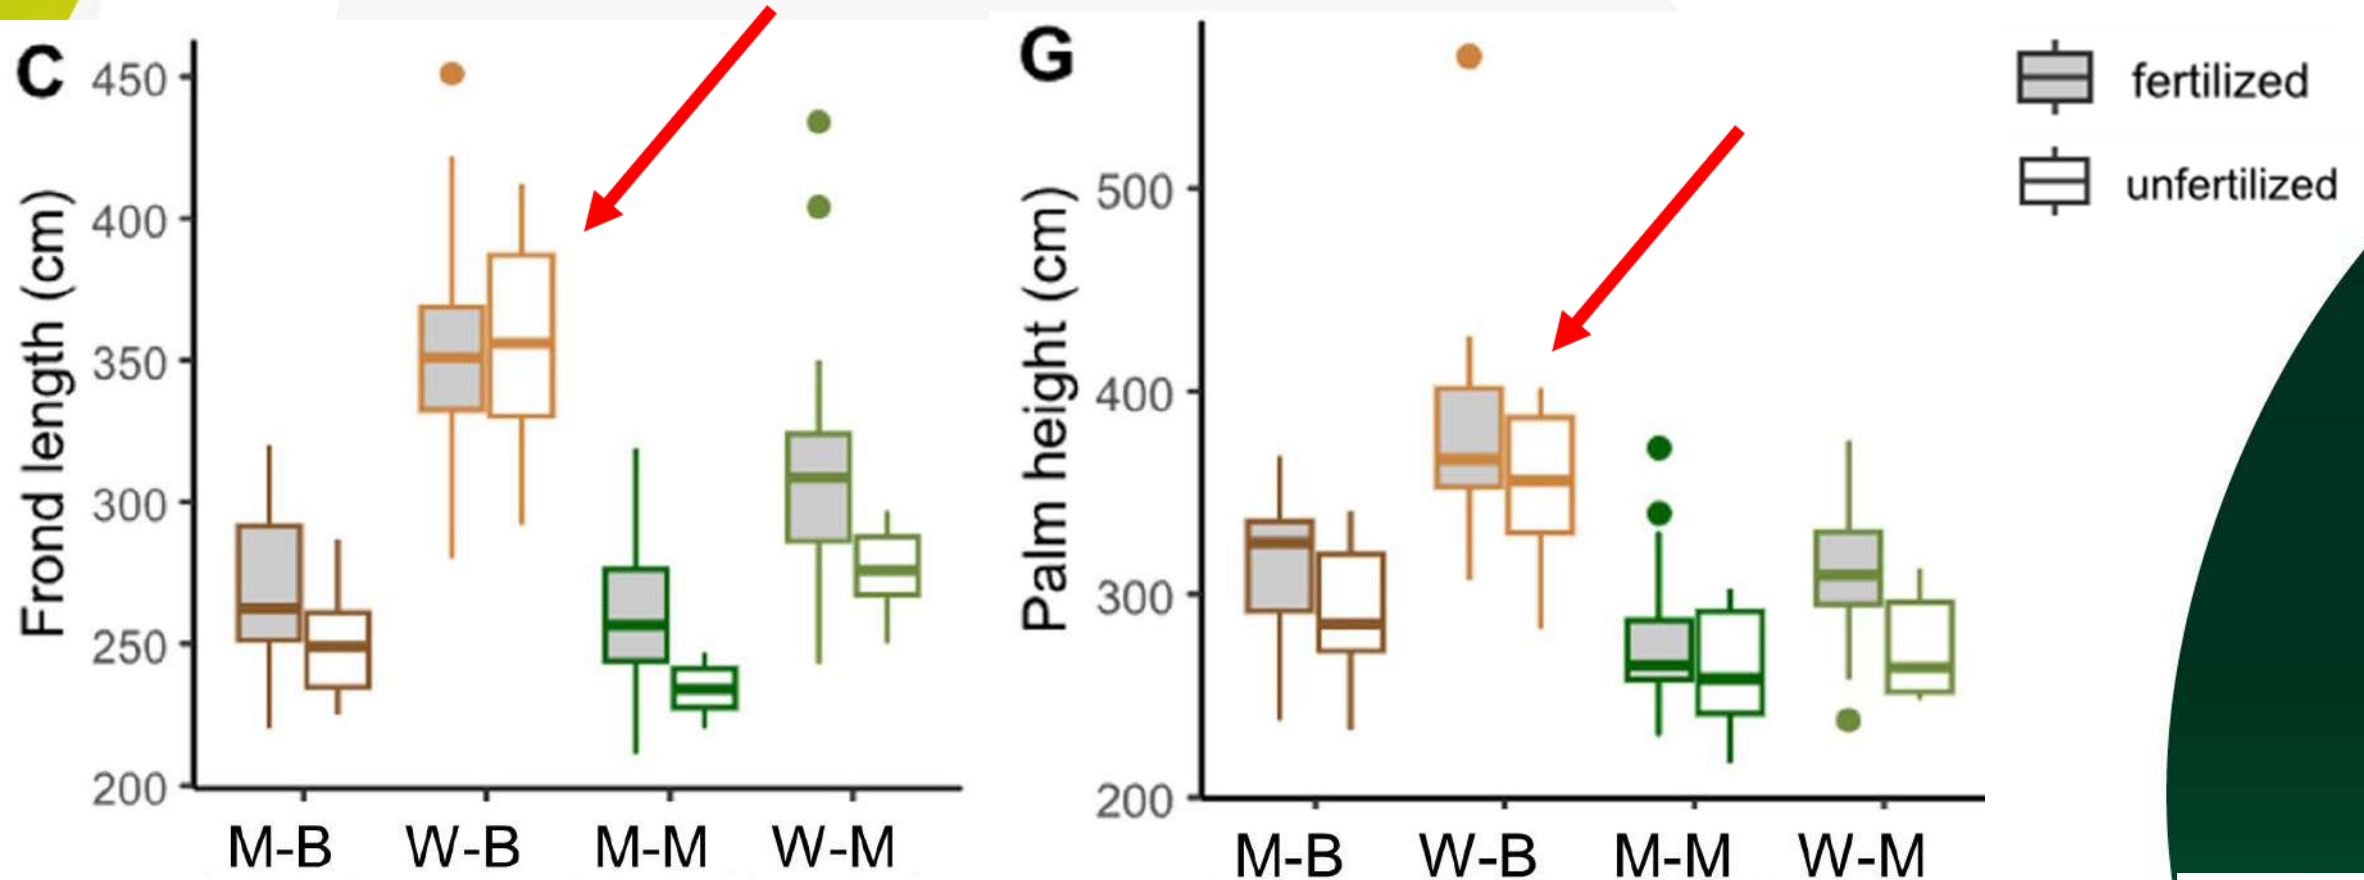 C
Frond length (cm)
450
400
350
300
250
200
M-B W-B M-M W-M
G
Palm height (cm)
500
400
300
200
M-B W-B M-M W-M
fertilized
unfertilized